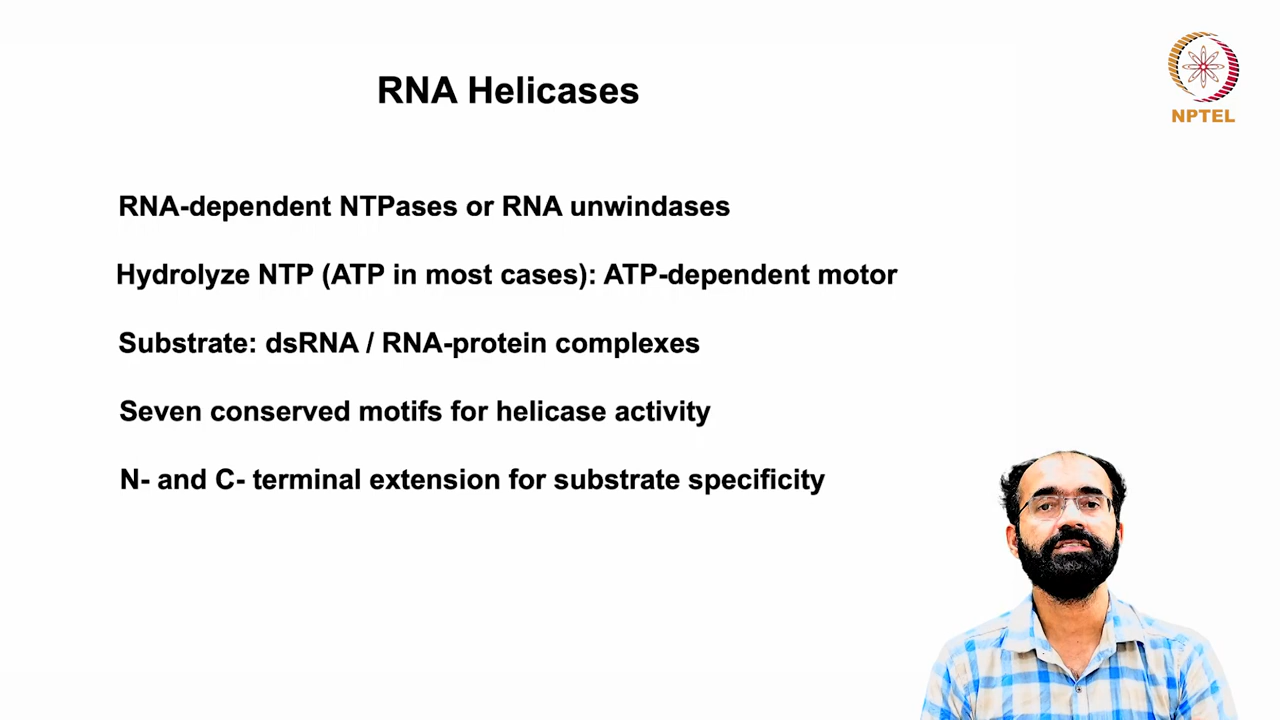 RNA Helicases
NPTEL
RNA-dependent NTPases or RNA unwindases
Hydrolyze NTP (ATP in most cases): ATP-dependent motor
Substrate: dsRNA / RNA-protein complexes
Seven conserved motifs for helicase activity
N- and C- terminal extension for substrate specificity